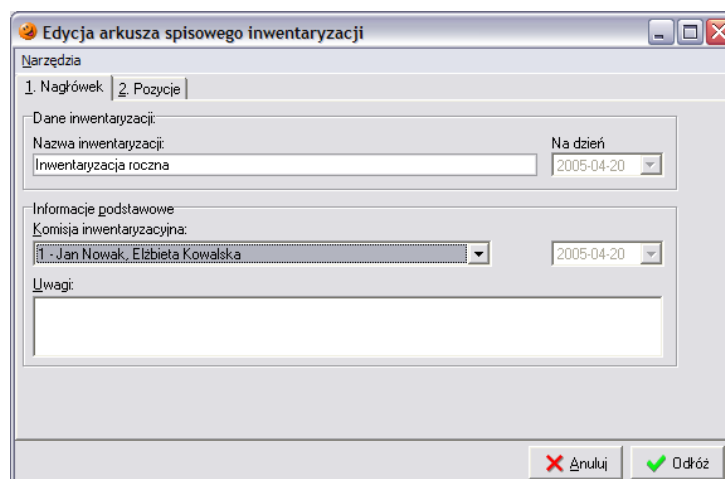 Edycja arkusza spisowego inwentaryzacji
Narzędzia
1. Nagłówek 2. Pozycje
Dane inwentaryzacji:
Nazwa inwentaryzacji: Na dzień
Inwentaryzacja roczna 2005-04-20
Informacje podstawowe
Komisja inwentaryzacyjna:
1 - Jan Nowak, Elżbieta Kowalska 2005-04-20
Uwagi:
Anuluj Odłóż